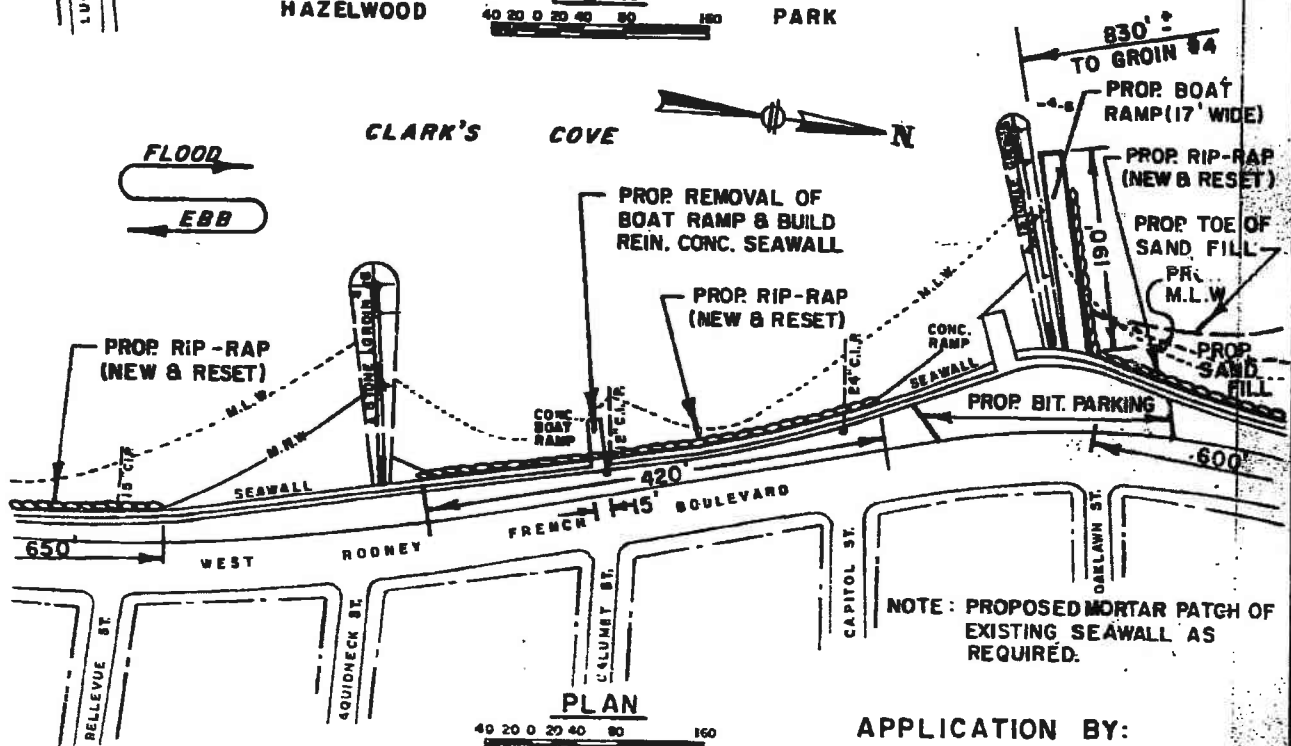 HAZELWOOD
40 20 0 20 40 80 160
PARK
830' ±
TO GROIN #4
PROP. BOAT
RAMP (17' WIDE)
CLARK'S COVE
N
FLOOD
EBB
PROP. RIP-RAP
(NEW & RESET)
PROP. REMOVAL OF
BOAT RAMP & BUILD
REIN. CONC. SEAWALL
PROP. TOE OF
SAND FILL
190'
M.L.W.
M.L.W
PROP. RIP-RAP
(NEW & RESET)
CONC.
RAMP
PROP. RIP-RAP
(NEW & RESET)
STONE GROIN
24" C.I.P.
SEAWALL
PROP.
SAND
FILL
M.L.W.
CONC
BOAT
RAMP
PROP. BIT. PARKING
15" C.I.P.
SEAWALL
420'
600'
15'
650'
WEST RODNEY FRENCH BOULEVARD
BELLEVUE ST.
AQUIDNECK ST.
CALUMET ST.
CAPITOL ST.
OAKLAWN ST.
NOTE: PROPOSED MORTAR PATCH OF
EXISTING SEAWALL AS
REQUIRED.
PLAN
40 20 0 20 40 80 160
APPLICATION BY: